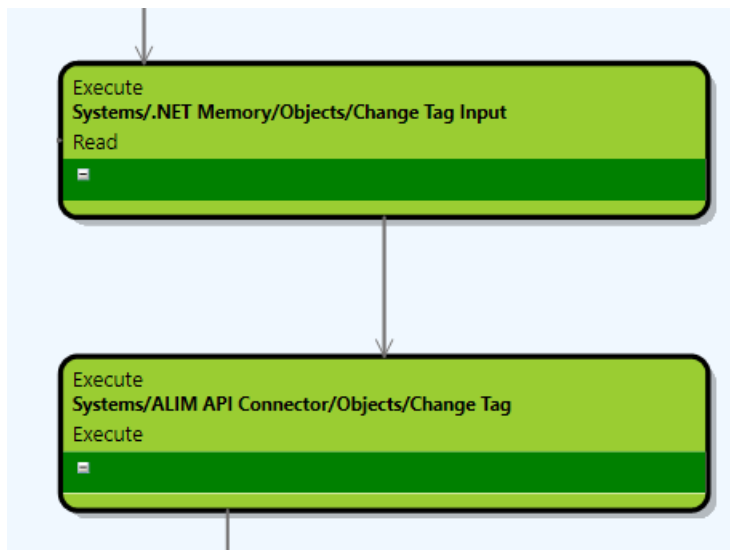 Execute
Systems/.NET Memory/Objects/Change Tag Input
Read
Execute
Systems/ALIM API Connector/Objects/Change Tag
Execute